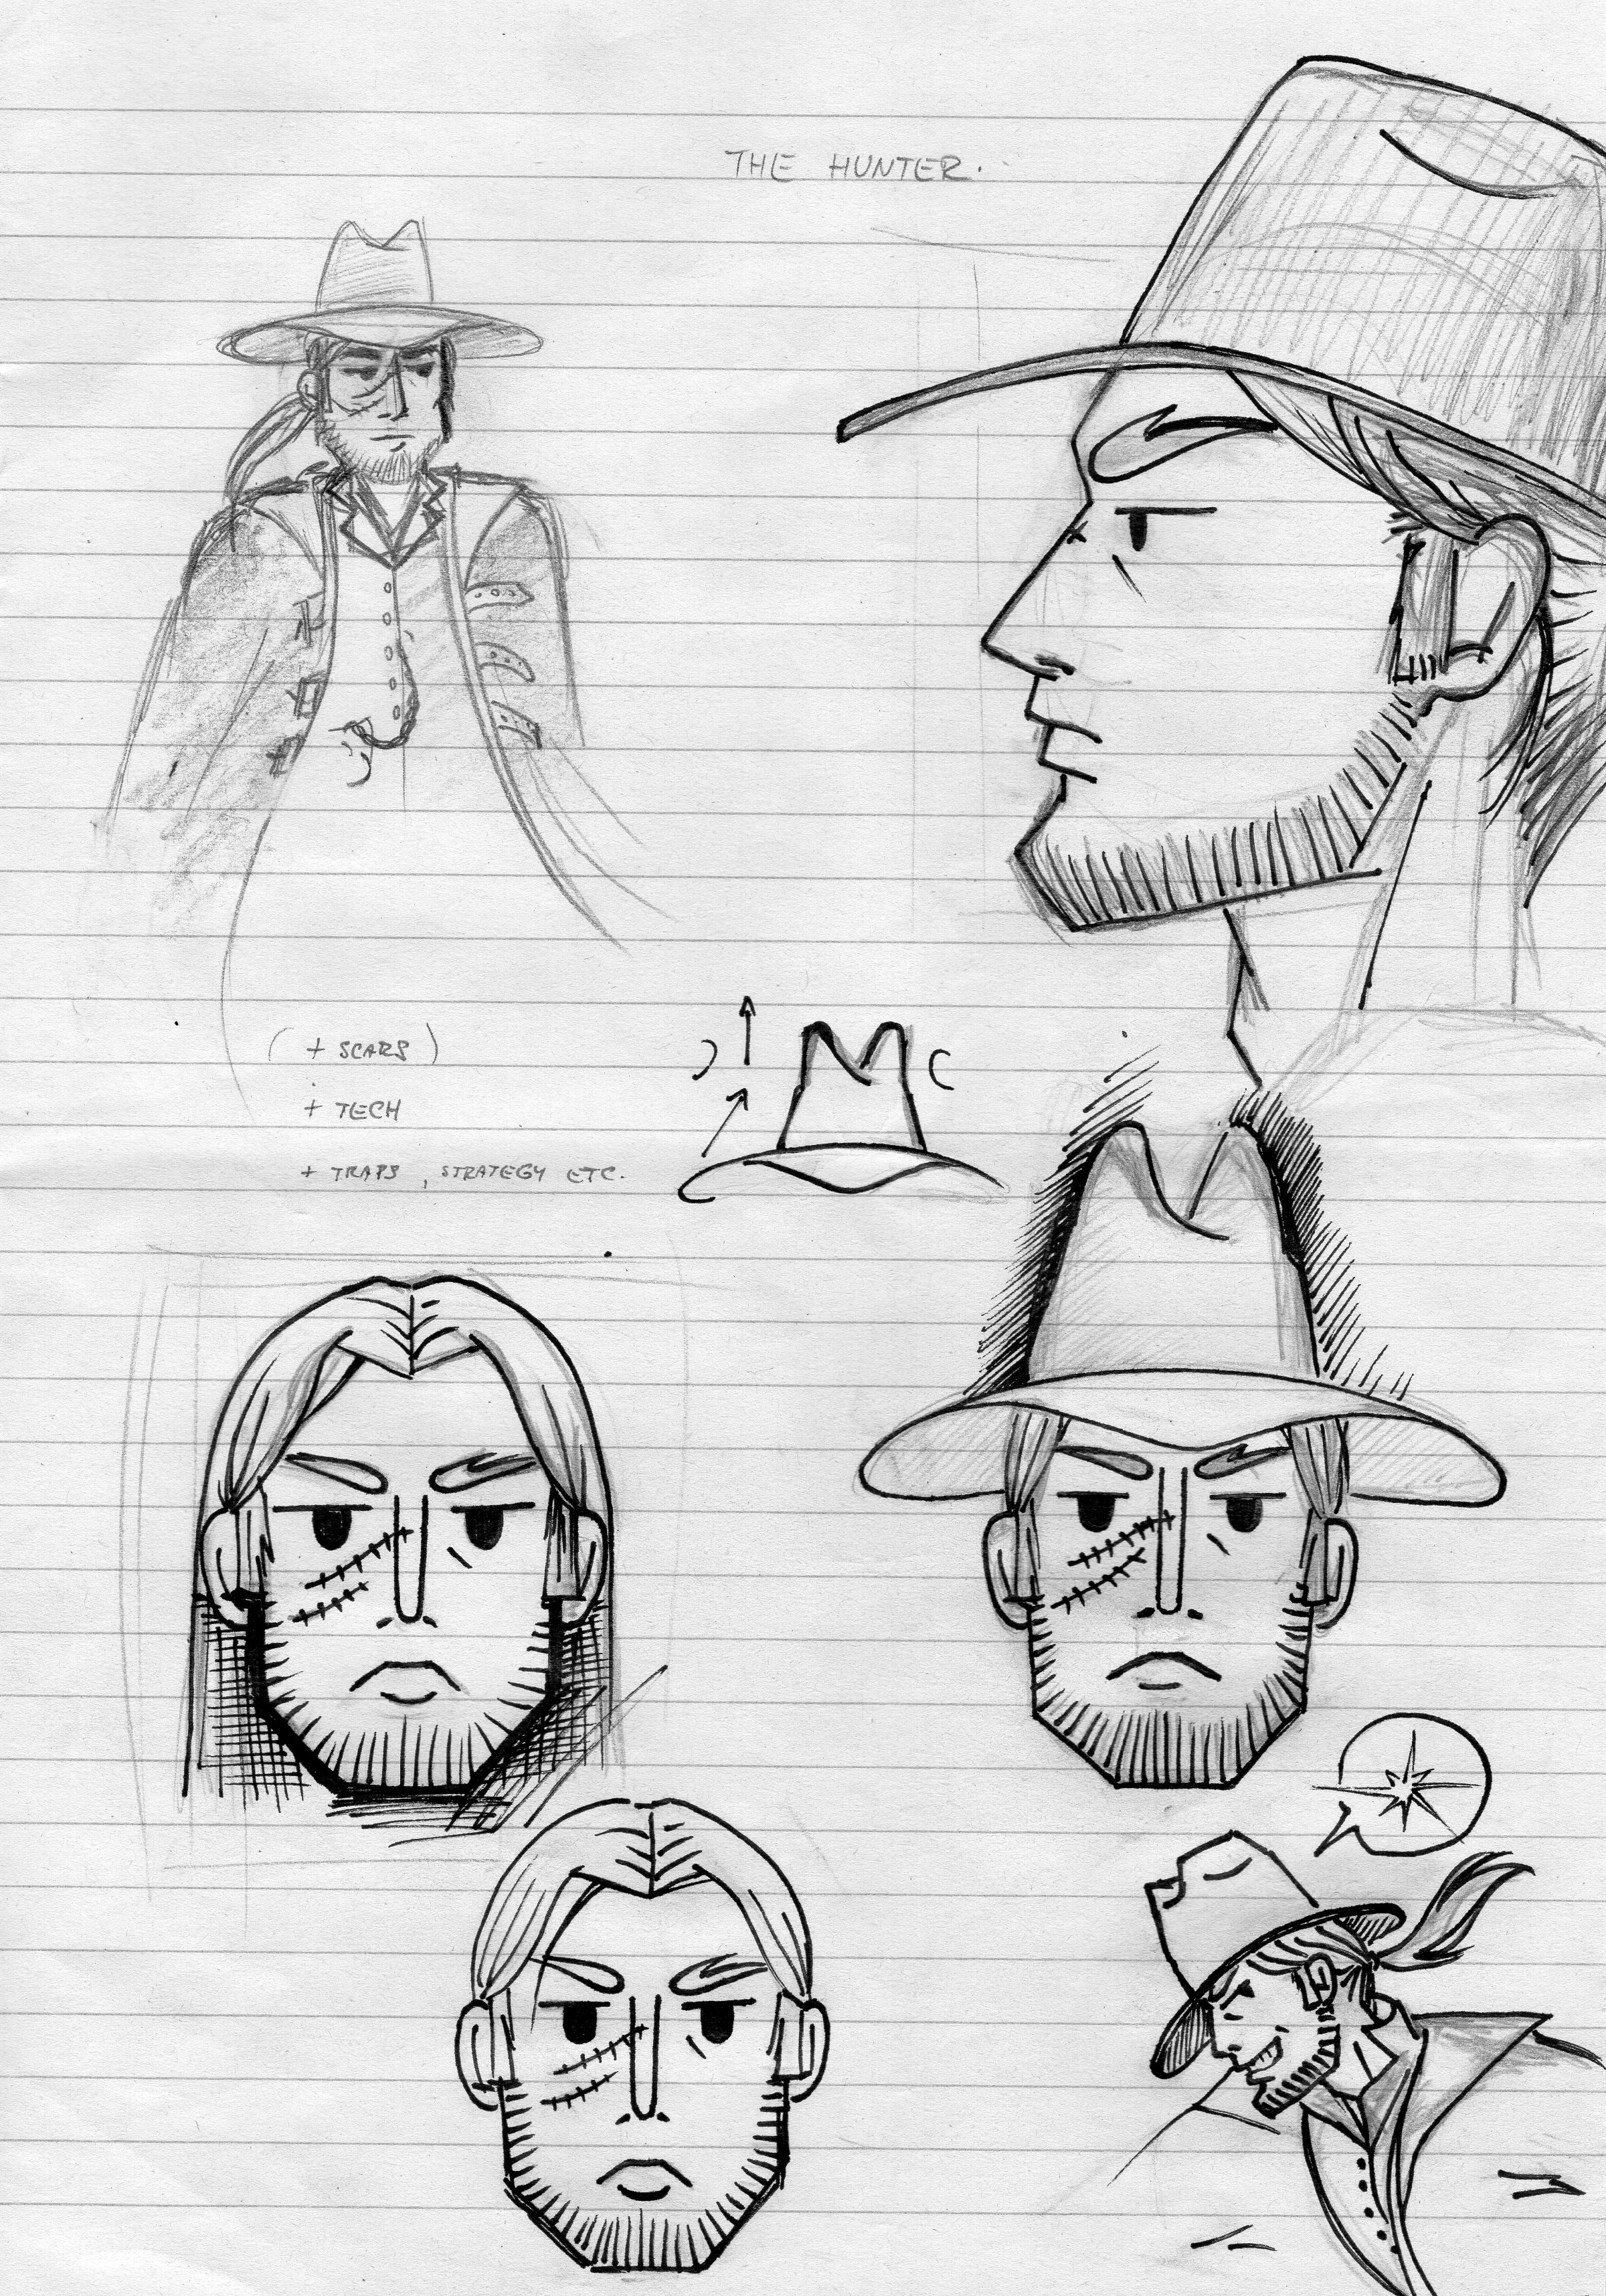 THE HUNTER.
( + SCARS )
+ TECH
+ TRAPS, STRATEGY ETC.